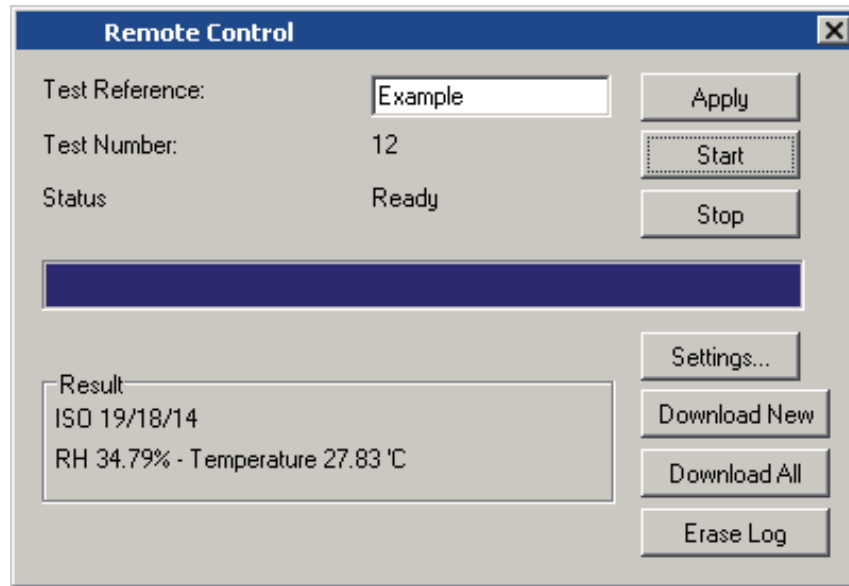 Remote Control
Test Reference: Example Apply
Test Number: 12 Start
Status Ready Stop
Settings...
Result
ISO 19/18/14
RH 34.79% - Temperature 27.83 'C
Download New
Download All
Erase Log